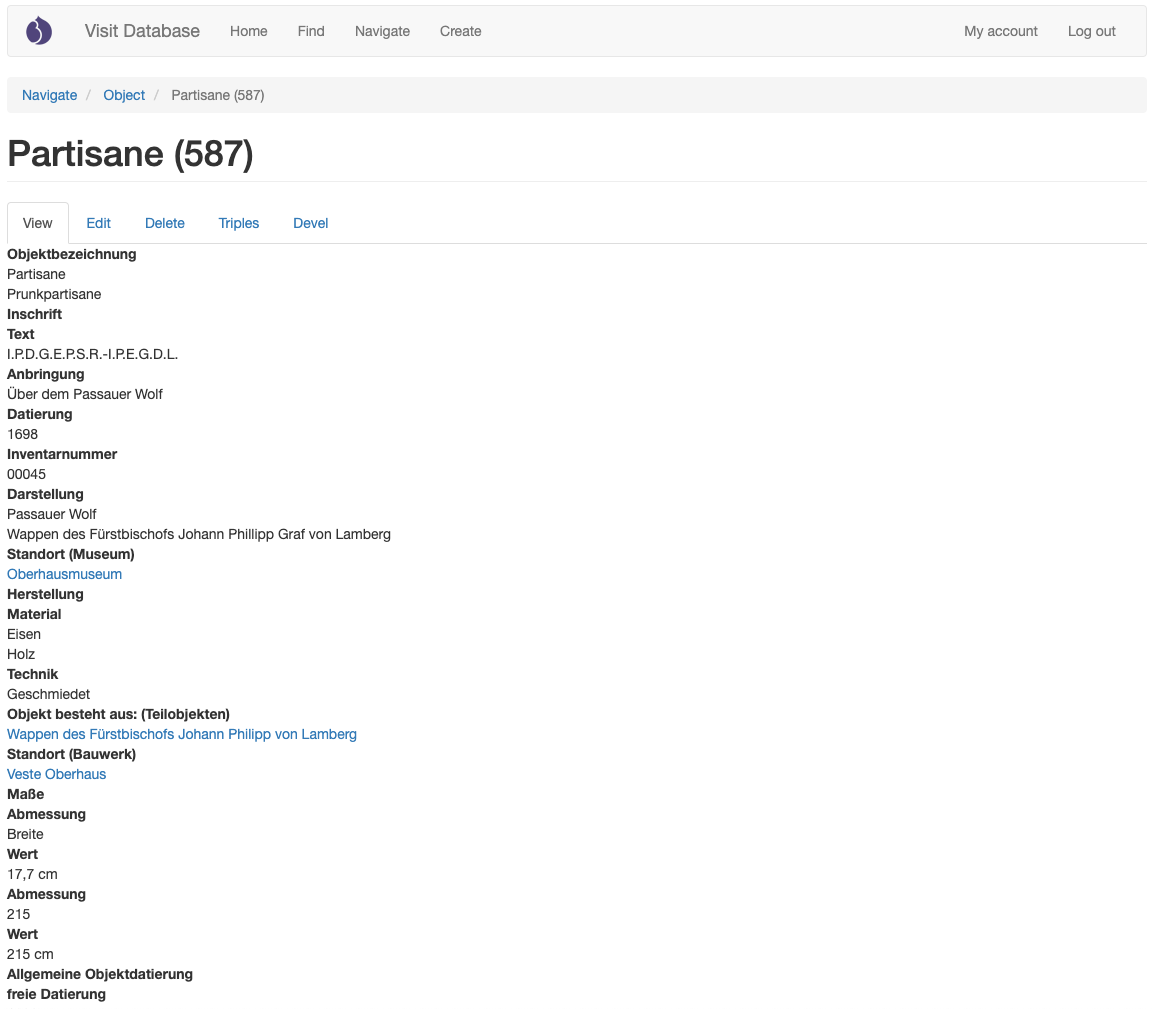 Visit Database Home Find Navigate Create My account Log out
Navigate / Object / Partisane (587)
Partisane (587)
View Edit Delete Triples Devel
Objektbezeichnung
Partisane
Prunkpartisane
Inschrift
Text
I.P.D.G.E.P.S.R.-I.P.E.G.D.L.
Anbringung
Über dem Passauer Wolf
Datierung
1698
Inventarnummer
00045
Darstellung
Passauer Wolf
Wappen des Fürstbischofs Johann Phillipp Graf von Lamberg
Standort (Museum)
Oberhausmuseum
Herstellung
Material
Eisen
Holz
Technik
Geschmiedet
Objekt besteht aus: (Teilobjekten)
Wappen des Fürstbischofs Johann Philipp von Lamberg
Standort (Bauwerk)
Veste Oberhaus
Maße
Abmessung
Breite
Wert
17,7 cm
Abmessung
215
Wert
215 cm
Allgemeine Objektdatierung
freie Datierung